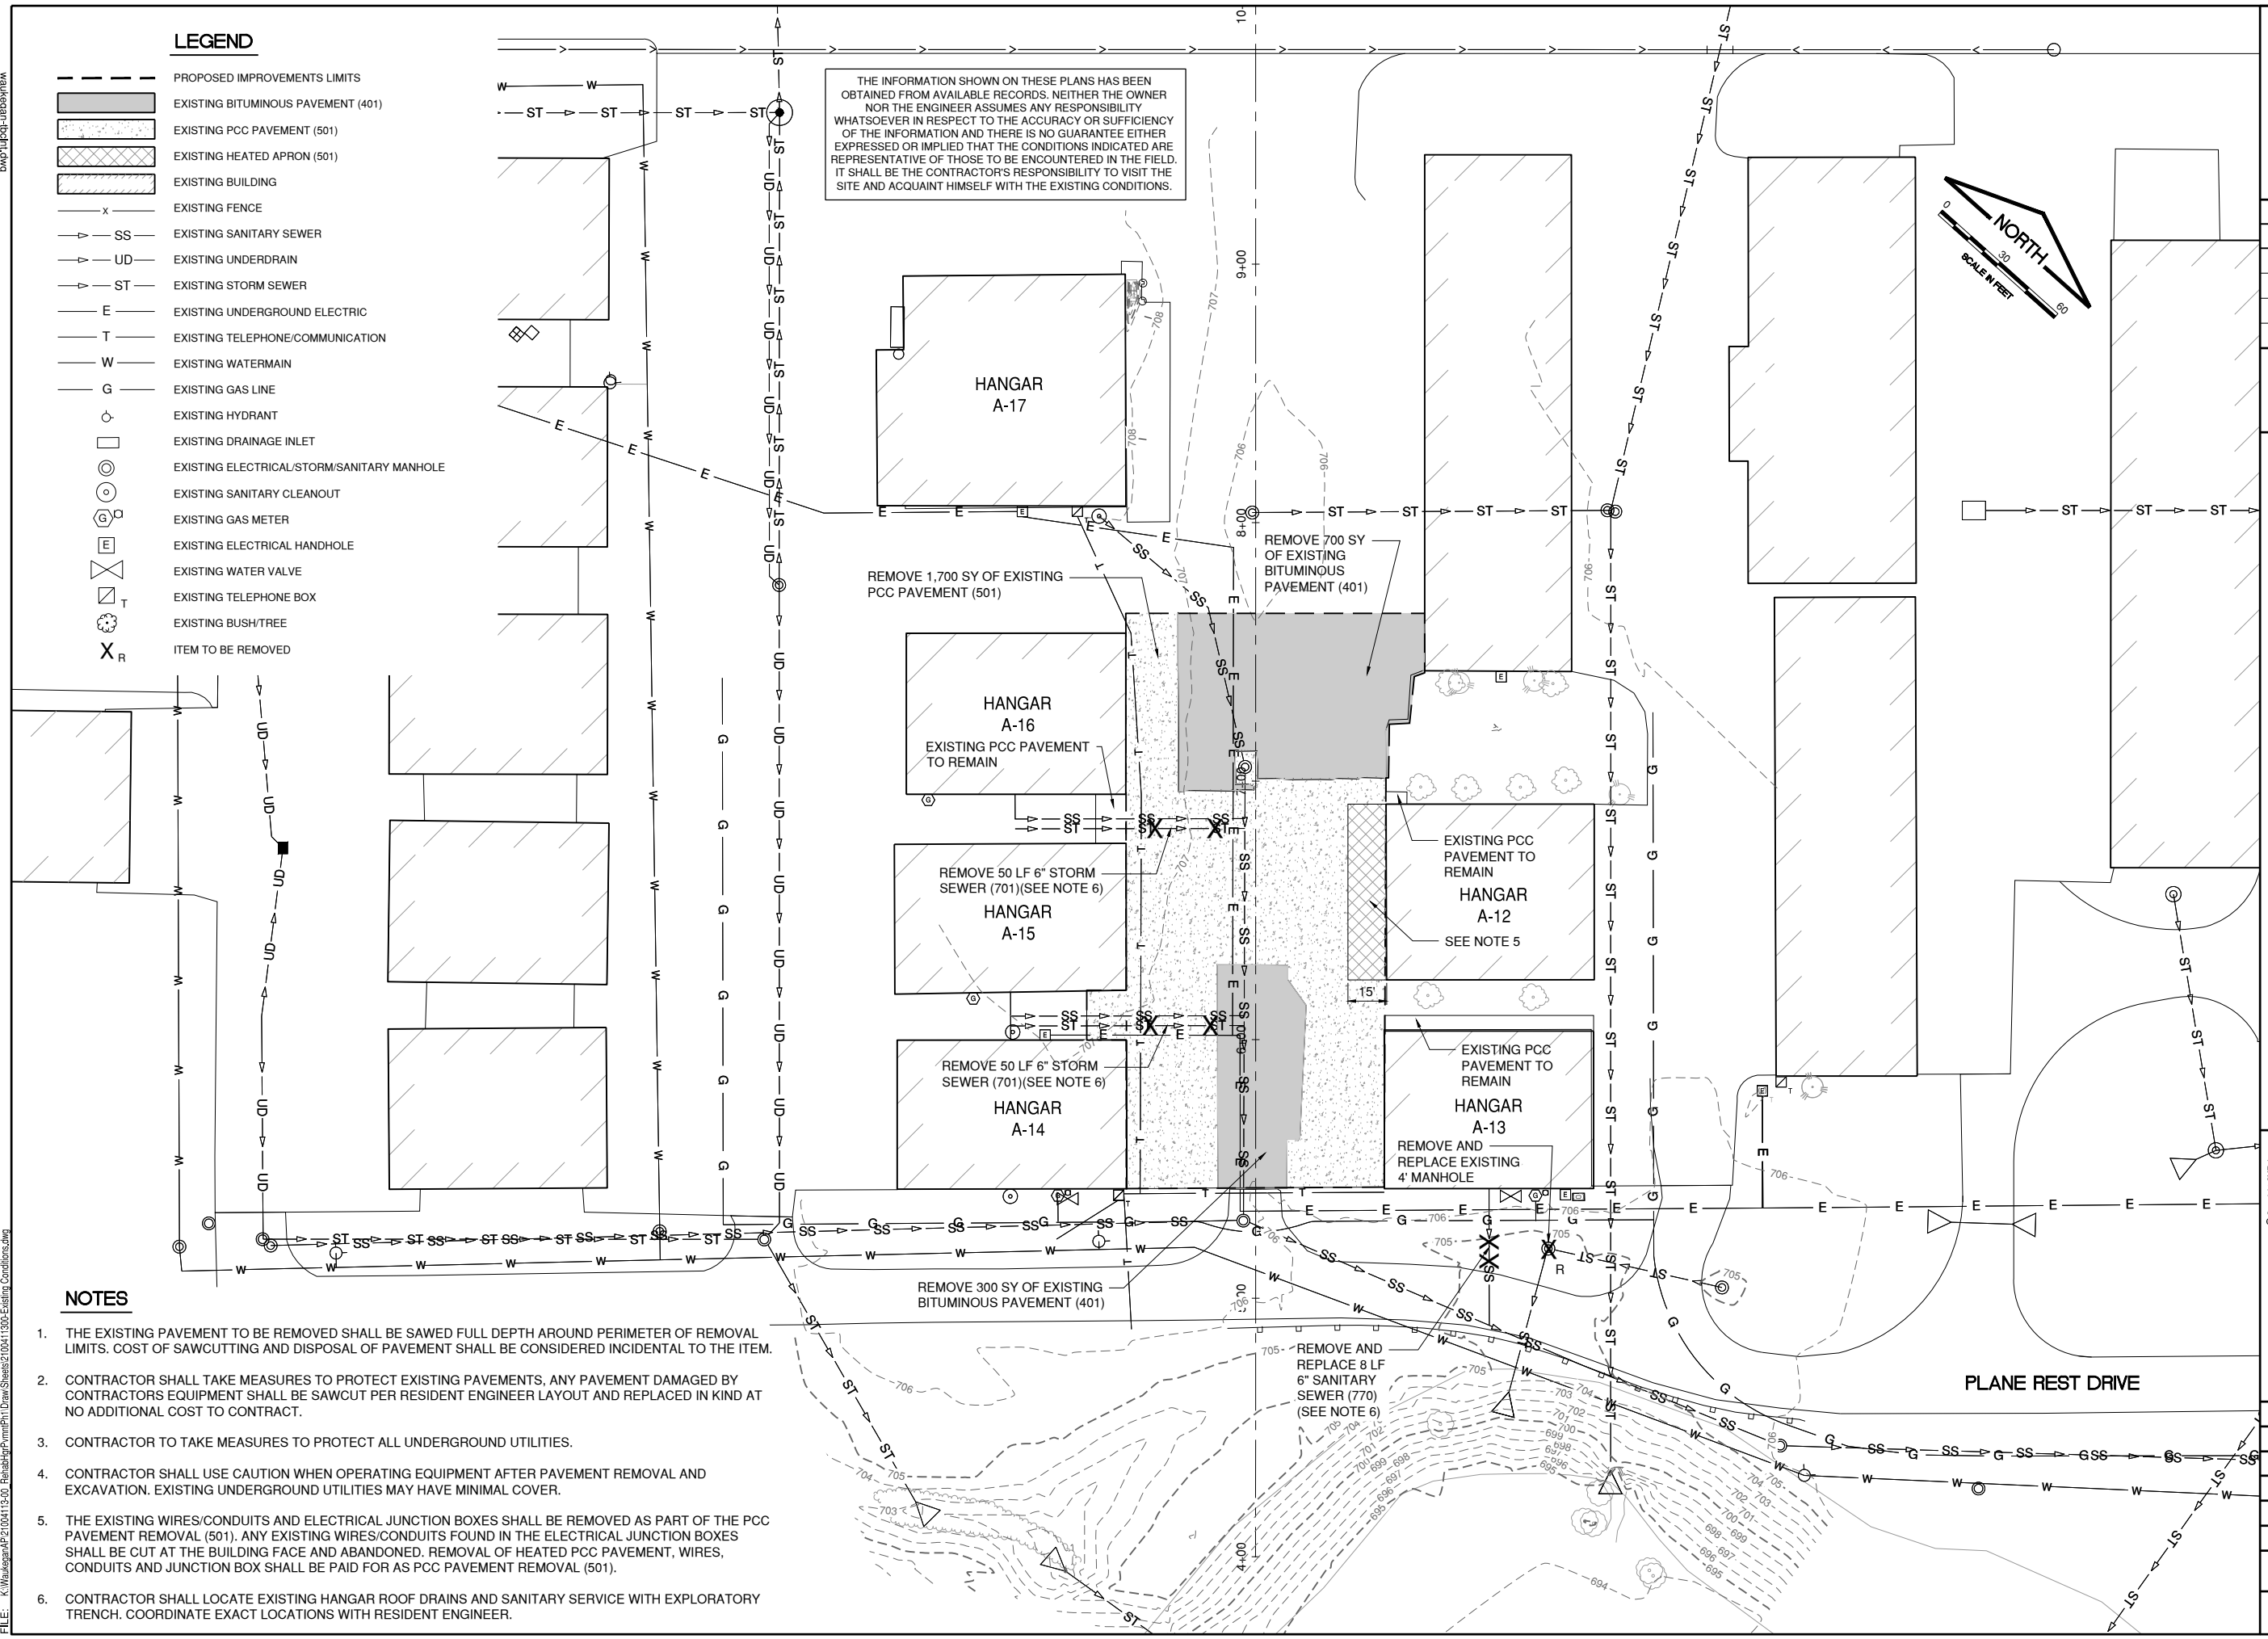 LEGEND
PROPOSED IMPROVEMENTS LIMITS
EXISTING BITUMINOUS PAVEMENT (401)
EXISTING PCC PAVEMENT (501)
EXISTING HEATED APRON (501)
EXISTING BUILDING
x EXISTING FENCE
SS EXISTING SANITARY SEWER
UD EXISTING UNDERDRAIN
ST EXISTING STORM SEWER
E EXISTING UNDERGROUND ELECTRIC
T EXISTING TELEPHONE/COMMUNICATION
W EXISTING WATERMAIN
G EXISTING GAS LINE
EXISTING HYDRANT
EXISTING DRAINAGE INLET
EXISTING ELECTRICAL/STORM/SANITARY MANHOLE
EXISTING SANITARY CLEANOUT
G EXISTING GAS METER
E EXISTING ELECTRICAL HANDHOLE
EXISTING WATER VALVE
T EXISTING TELEPHONE BOX
EXISTING BUSH/TREE
X R ITEM TO BE REMOVED
THE INFORMATION SHOWN ON THESE PLANS HAS BEEN
OBTAINED FROM AVAILABLE RECORDS. NEITHER THE OWNER
NOR THE ENGINEER ASSUMES ANY RESPONSIBILITY
WHATSOEVER IN RESPECT TO THE ACCURACY OR SUFFICIENCY
OF THE INFORMATION AND THERE IS NO GUARANTEE EITHER
EXPRESSED OR IMPLIED THAT THE CONDITIONS INDICATED ARE
REPRESENTATIVE OF THOSE TO BE ENCOUNTERED IN THE FIELD.
IT SHALL BE THE CONTRACTOR'S RESPONSIBILITY TO VISIT THE
SITE AND ACQUAINT HIMSELF WITH THE EXISTING CONDITIONS.
NORTH
0 30 60
SCALE IN FEET
9+00
8+00
4+00
HANGAR
A-17
REMOVE 1,700 SY OF EXISTING
PCC PAVEMENT (501)
REMOVE 700 SY
OF EXISTING
BITUMINOUS
PAVEMENT (401)
HANGAR
A-16
EXISTING PCC PAVEMENT
TO REMAIN
REMOVE 50 LF 6" STORM
SEWER (701)(SEE NOTE 6)
HANGAR
A-15
EXISTING PCC
PAVEMENT TO
REMAIN
HANGAR
A-12
SEE NOTE 5
15'
REMOVE 50 LF 6" STORM
SEWER (701)(SEE NOTE 6)
HANGAR
A-14
EXISTING PCC
PAVEMENT TO
REMAIN
HANGAR
A-13
REMOVE AND
REPLACE EXISTING
4' MANHOLE
REMOVE 300 SY OF EXISTING
BITUMINOUS PAVEMENT (401)
REMOVE AND
REPLACE 8 LF
6" SANITARY
SEWER (770)
(SEE NOTE 6)
R
PLANE REST DRIVE
NOTES
1. THE EXISTING PAVEMENT TO BE REMOVED SHALL BE SAWED FULL DEPTH AROUND PERIMETER OF REMOVAL
LIMITS. COST OF SAWCUTTING AND DISPOSAL OF PAVEMENT SHALL BE CONSIDERED INCIDENTAL TO THE ITEM.
2. CONTRACTOR SHALL TAKE MEASURES TO PROTECT EXISTING PAVEMENTS, ANY PAVEMENT DAMAGED BY
CONTRACTORS EQUIPMENT SHALL BE SAWCUT PER RESIDENT ENGINEER LAYOUT AND REPLACED IN KIND AT
NO ADDITIONAL COST TO CONTRACT.
3. CONTRACTOR TO TAKE MEASURES TO PROTECT ALL UNDERGROUND UTILITIES.
4. CONTRACTOR SHALL USE CAUTION WHEN OPERATING EQUIPMENT AFTER PAVEMENT REMOVAL AND
EXCAVATION. EXISTING UNDERGROUND UTILITIES MAY HAVE MINIMAL COVER.
5. THE EXISTING WIRES/CONDUITS AND ELECTRICAL JUNCTION BOXES SHALL BE REMOVED AS PART OF THE PCC
PAVEMENT REMOVAL (501). ANY EXISTING WIRES/CONDUITS FOUND IN THE ELECTRICAL JUNCTION BOXES
SHALL BE CUT AT THE BUILDING FACE AND ABANDONED. REMOVAL OF HEATED PCC PAVEMENT, WIRES,
CONDUITS AND JUNCTION BOX SHALL BE PAID FOR AS PCC PAVEMENT REMOVAL (501).
6. CONTRACTOR SHALL LOCATE EXISTING HANGAR ROOF DRAINS AND SANITARY SERVICE WITH EXPLORATORY
TRENCH. COORDINATE EXACT LOCATIONS WITH RESIDENT ENGINEER.